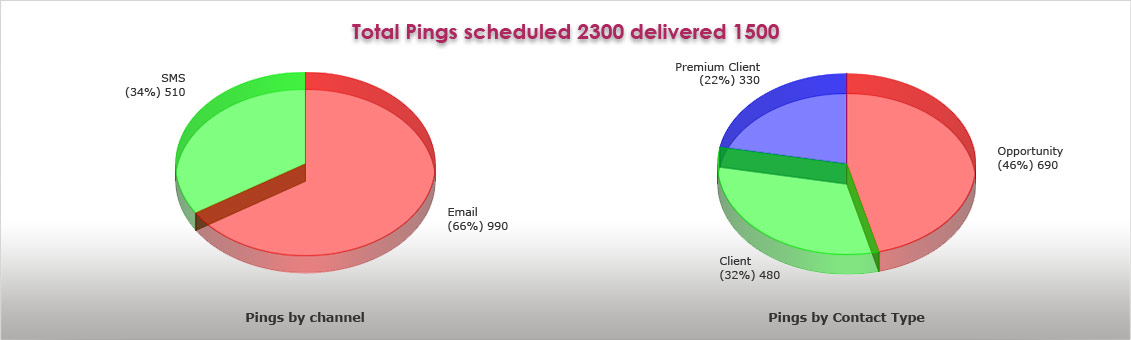 Total Pings scheduled 2300 delivered 1500
SMS
(34%) 510
Email
(66%) 990
Pings by channel
Premium Client
(22%) 330
Opportunity
(46%) 690
Client
(32%) 480
Pings by Contact Type